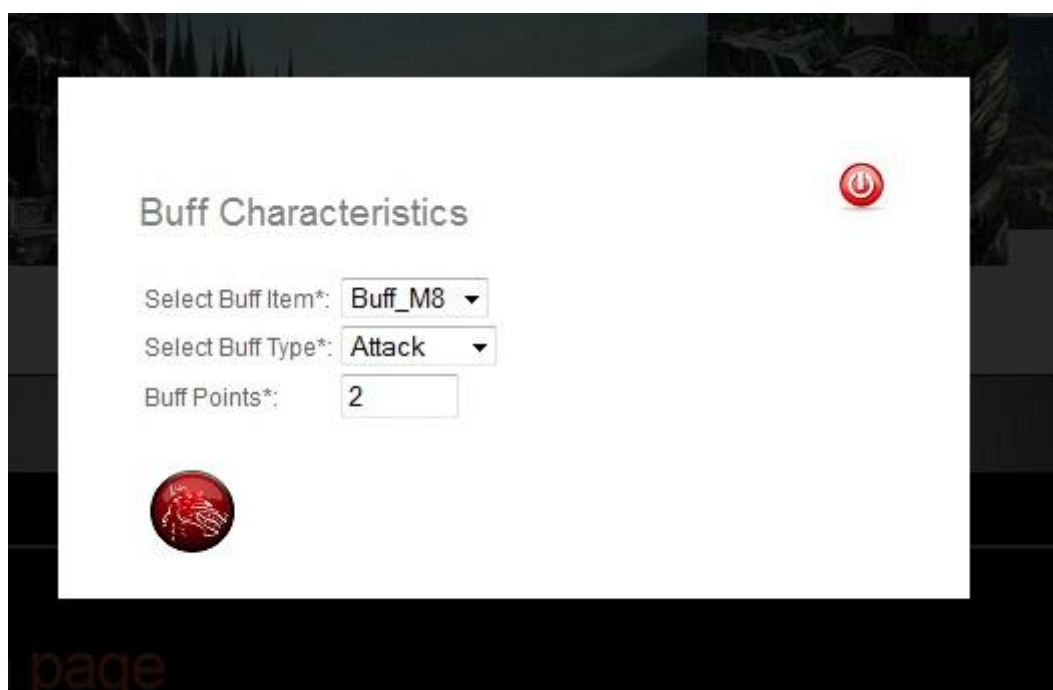 Buff Characteristics
Select Buff Item*: Buff_M8
Select Buff Type*: Attack
Buff Points*: 2
page